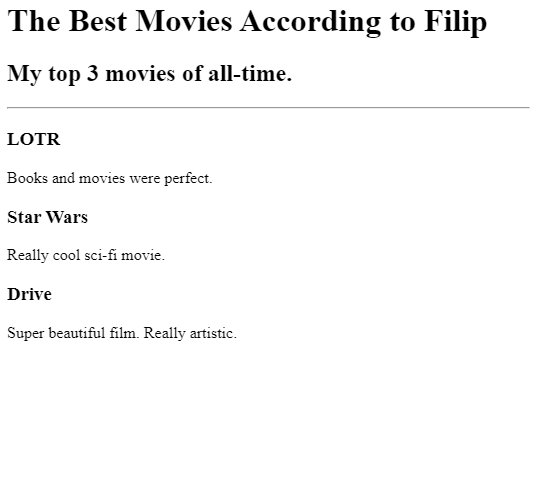 The Best Movies According to Filip
My top 3 movies of all-time.
LOTR
Books and movies were perfect.
Star Wars
Really cool sci-fi movie.
Drive
Super beautiful film. Really artistic.